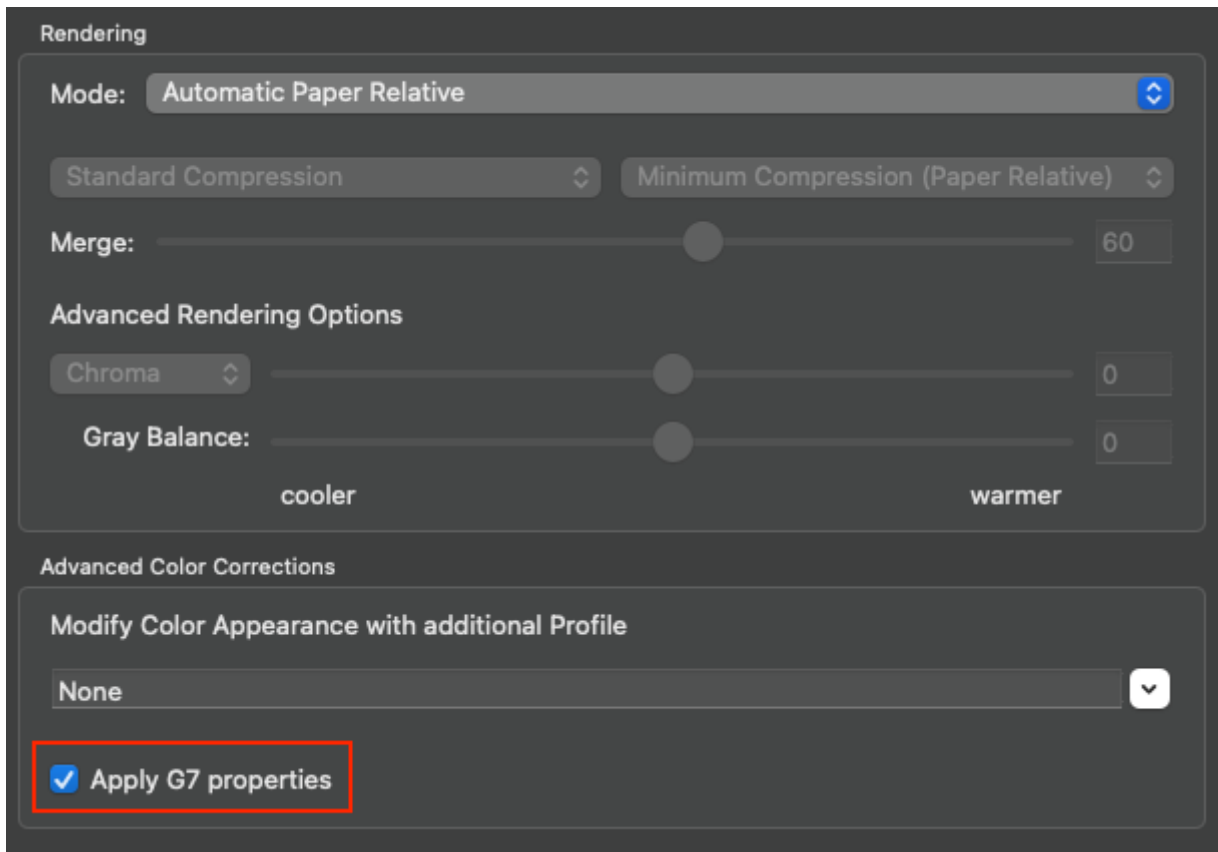 Rendering
Mode: Automatic Paper Relative
Standard Compression Minimum Compression (Paper Relative)
Merge: 60
Advanced Rendering Options
Chroma 0
Gray Balance: 0
cooler warmer
Advanced Color Corrections
Modify Color Appearance with additional Profile
None
Apply G7 properties